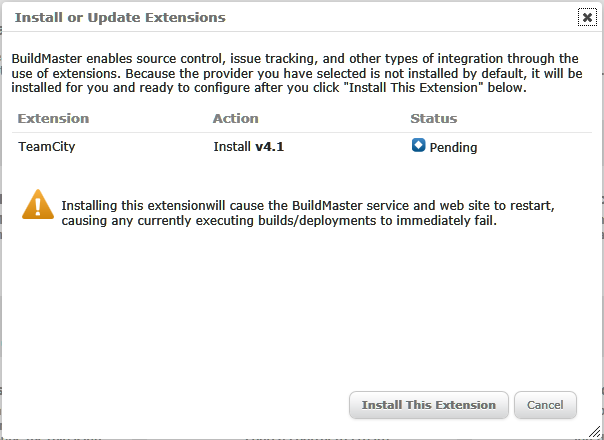 Install or Update Extensions
BuildMaster enables source control, issue tracking, and other types of integration through the
use of extensions. Because the provider you have selected is not installed by default, it will be
installed for you and ready to configure after you click "Install This Extension" below.
Extension Action Status
TeamCity Install v4.1 Pending
Installing this extensionwill cause the BuildMaster service and web site to restart,
causing any currently executing builds/deployments to immediately fail.
Install This Extension Cancel